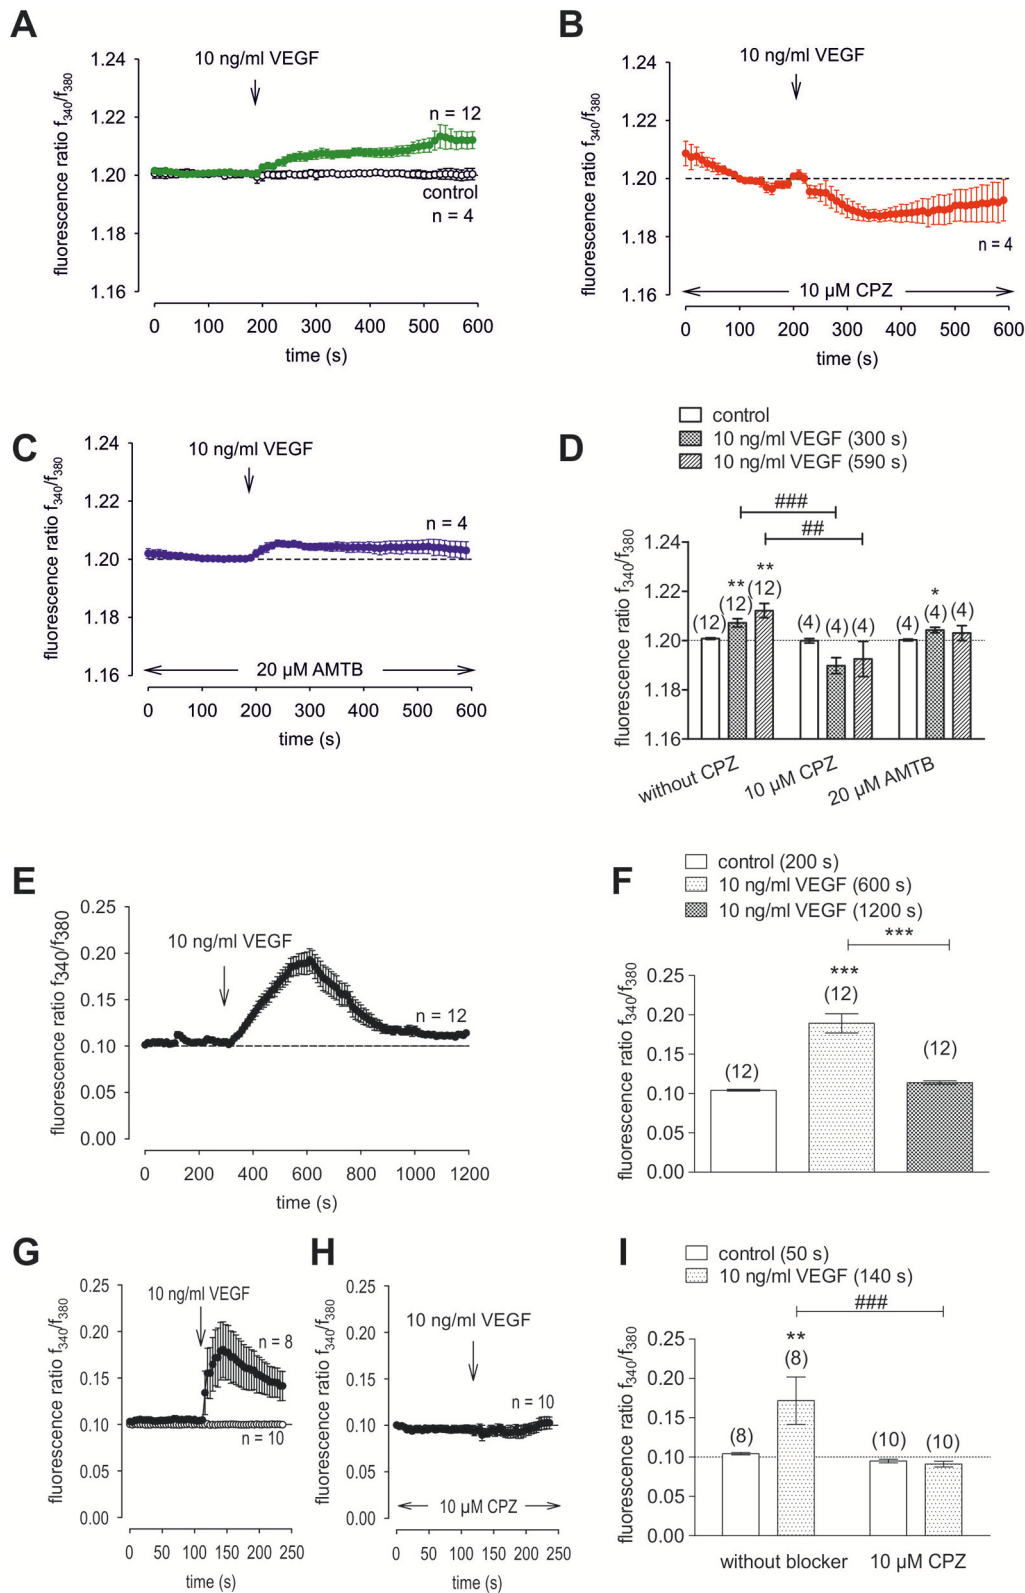 A
fluorescence ratio f340/f380
1.24
1.22
1.20
1.18
1.16
10 ng/ml VEGF
n = 12
control
n = 4
0 100 200 300 400 500 600
time (s)
B
fluorescence ratio f340/f380
1.24
1.22
1.20
1.18
1.16
10 ng/ml VEGF
n = 4
10 µM CPZ
0 100 200 300 400 500 600
time (s)
C
fluorescence ratio f340/f380
1.24
1.22
1.20
1.18
1.16
10 ng/ml VEGF
n = 4
20 µM AMTB
0 100 200 300 400 500 600
time (s)
D
control
10 ng/ml VEGF (300 s)
10 ng/ml VEGF (590 s)
fluorescence ratio f340/f380
1.24
1.22
1.20
1.18
1.16
###
##
** ** *
(12) (12) (12) (4) (4) (4) (4) (4) (4)
without CPZ 10 µM CPZ 20 µM AMTB
E
fluorescence ratio f340/f380
0.25
0.20
0.15
0.10
0.05
0.00
10 ng/ml VEGF
n = 12
0 200 400 600 800 1000 1200
time (s)
F
control (200 s)
10 ng/ml VEGF (600 s)
10 ng/ml VEGF (1200 s)
fluorescence ratio f340/f380
0.25
0.20
0.15
0.10
0.05
0.00
***
***
(12) (12) (12)
G
fluorescence ratio f340/f380
0.25
0.20
0.15
0.10
0.05
0.00
10 ng/ml VEGF
n = 8
n = 10
0 50 100 150 200 250
time (s)
H
0.25
0.20
0.15
0.10
0.05
0.00
fluorescence ratio f340/f380
10 ng/ml VEGF
n = 10
10 µM CPZ
0 50 100 150 200 250
time (s)
I
control (50 s)
10 ng/ml VEGF (140 s)
fluorescence ratio f340/f380
0.25
0.20
0.15
0.10
0.05
0.00
###
**
(8) (8) (10) (10)
without blocker 10 µM CPZ